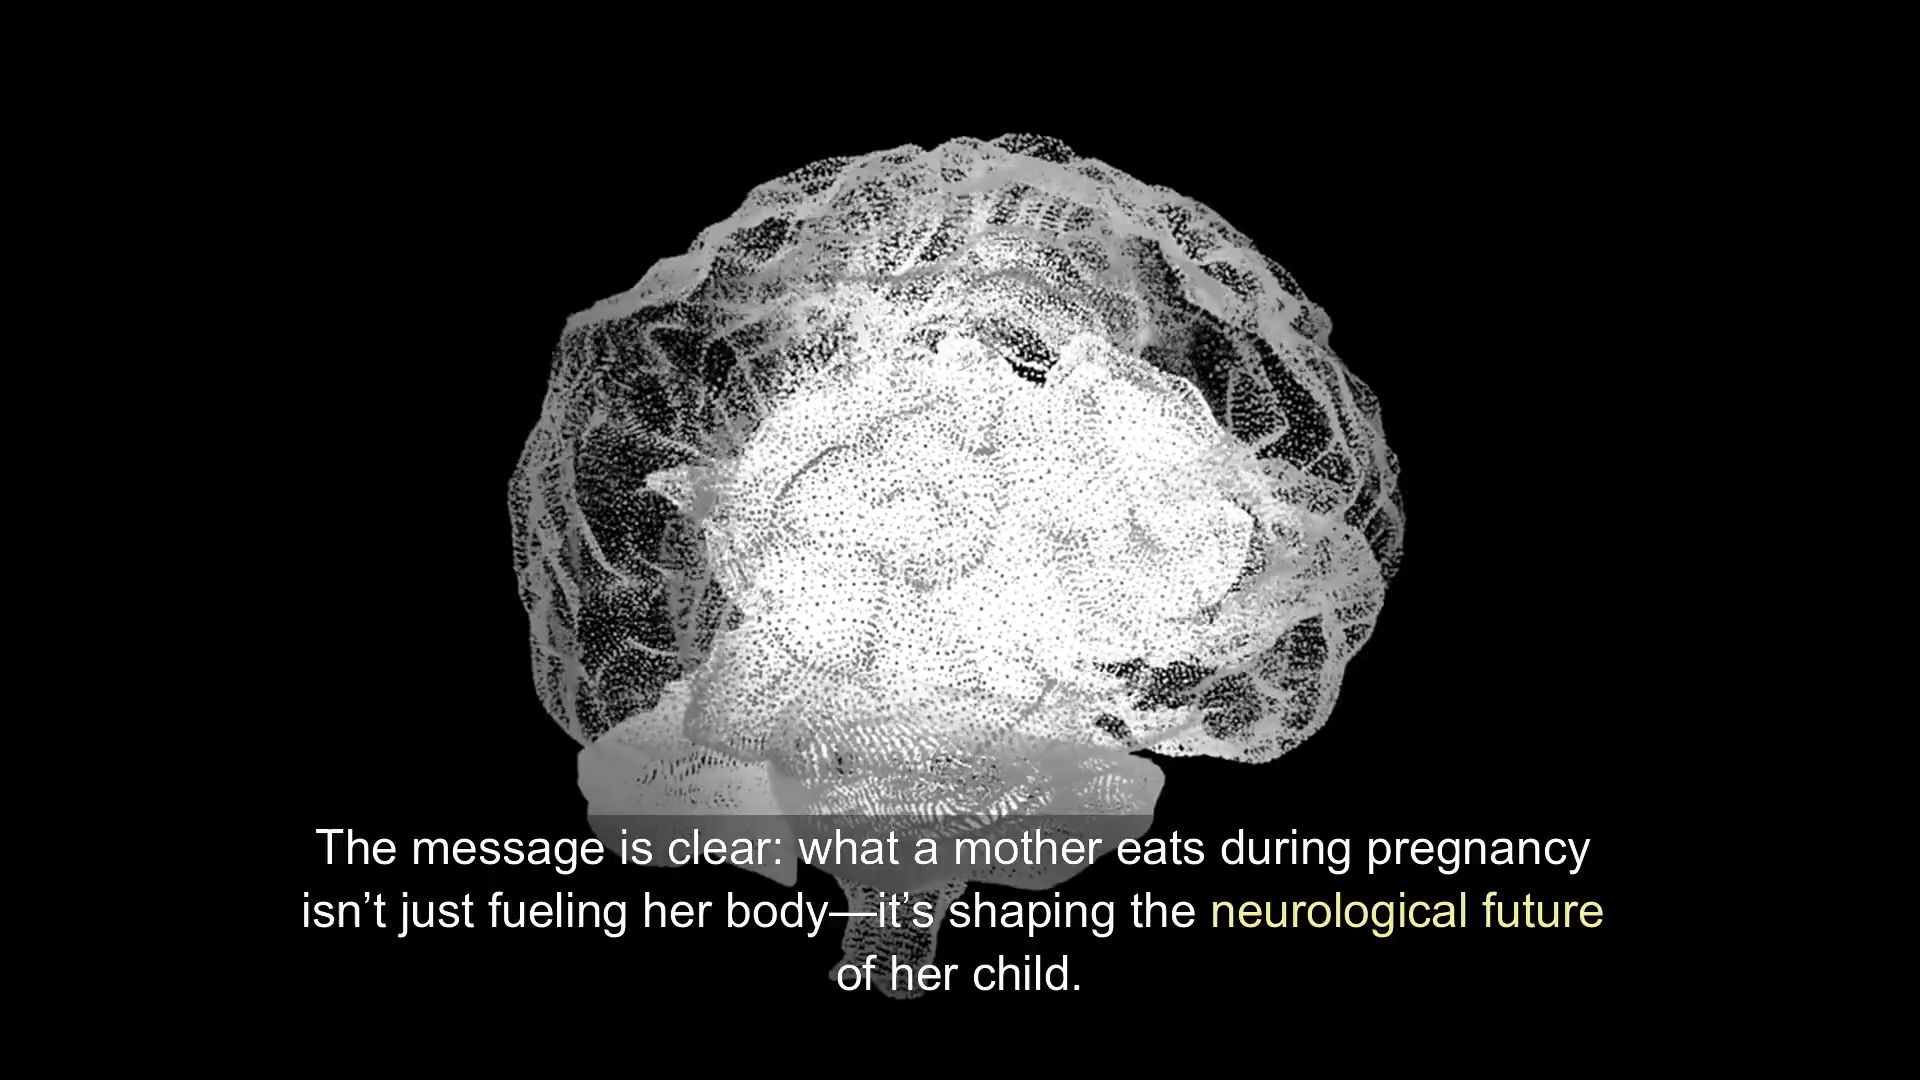 The message is clear: what a mother eats during pregnancy
isn’t just fueling her body—it’s shaping the neurological future
of her child.